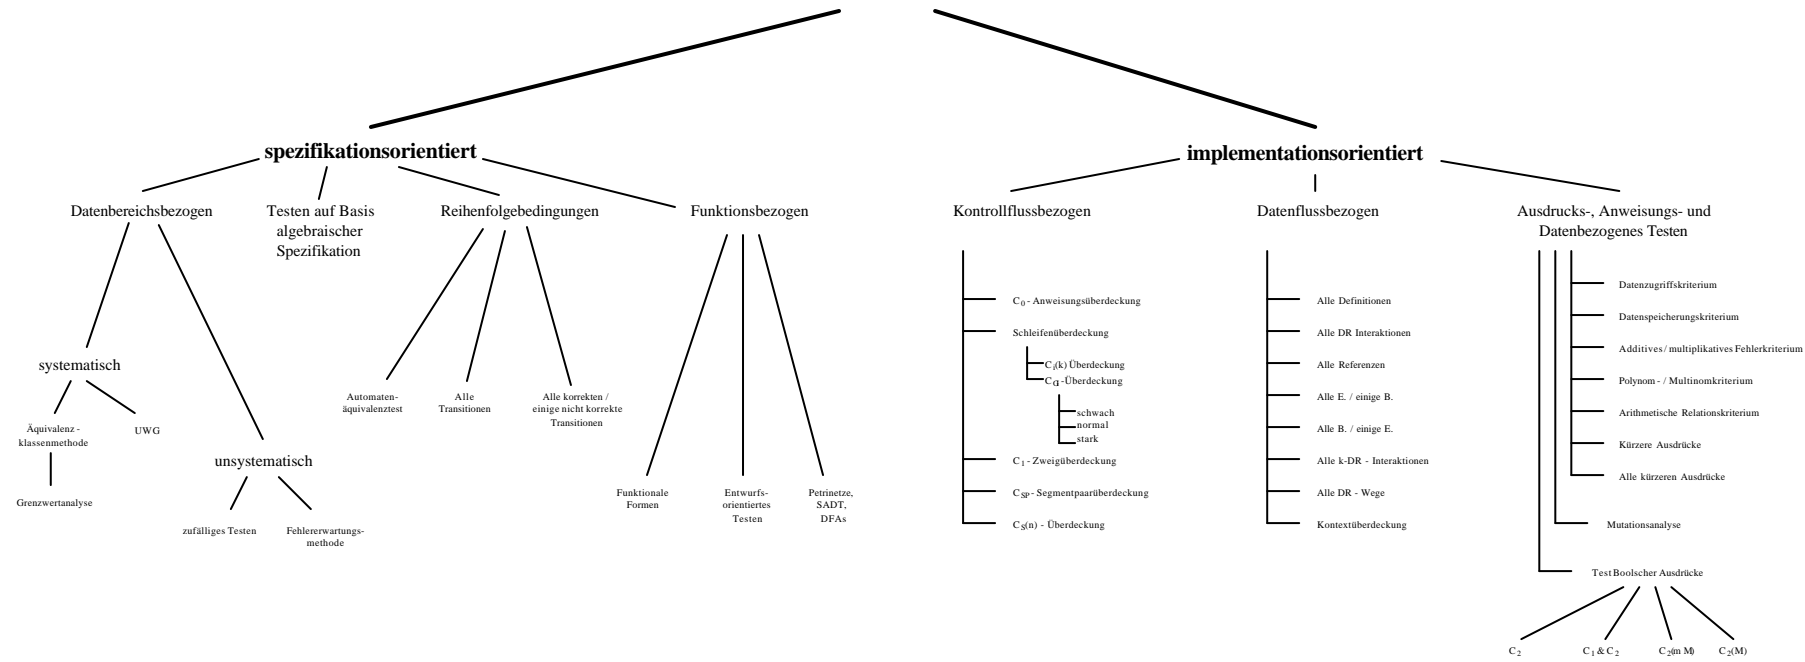 spezifikationsorientiert
implementationsorientiert
Datenbereichsbezogen
Testen auf Basis
algebraischer
Spezifikation
Reihenfolgebedingungen
Funktionsbezogen
Kontrollflussbezogen
Datenflussbezogen
Ausdrucks-, Anweisungs- und
Datenbezogenes Testen
systematisch
Äquivalenz -
klassenmethode
UWG
Grenzwertanalyse
unsystematisch
zufälliges Testen
Fehlererwartungs-
methode
Automaten-
äquivalenztest
Alle
Transitionen
Alle korrekten /
einige nicht korrekte
Transitionen
Funktionale
Formen
Entwurfs-
orientiertes
Testen
Petrinetze,
SADT,
DFAs
C0 - Anweisungsüberdeckung
Schleifenüberdeckung
Ci(k) Überdeckung
Cα -Überdeckung
schwach
normal
stark
C1 - Zweigüberdeckung
CSP - Segmentpaarüberdeckung
CS(n) - Überdeckung
Alle Definitionen
Alle DR Interaktionen
Alle Referenzen
Alle E. / einige B.
Alle B. / einige E.
Alle k-DR - Interaktionen
Alle DR - Wege
Kontextüberdeckung
Datenzugriffskriterium
Datenspeicherungskriterium
Additives / multiplikatives Fehlerkriterium
Polynom - / Multinomkriterium
Arithmetische Relationskriterium
Kürzere Ausdrücke
Alle kürzeren Ausdrücke
Mutationsanalyse
Test Boolscher Ausdrücke
C2
C1 & C2
C2(m M)
C2(M)